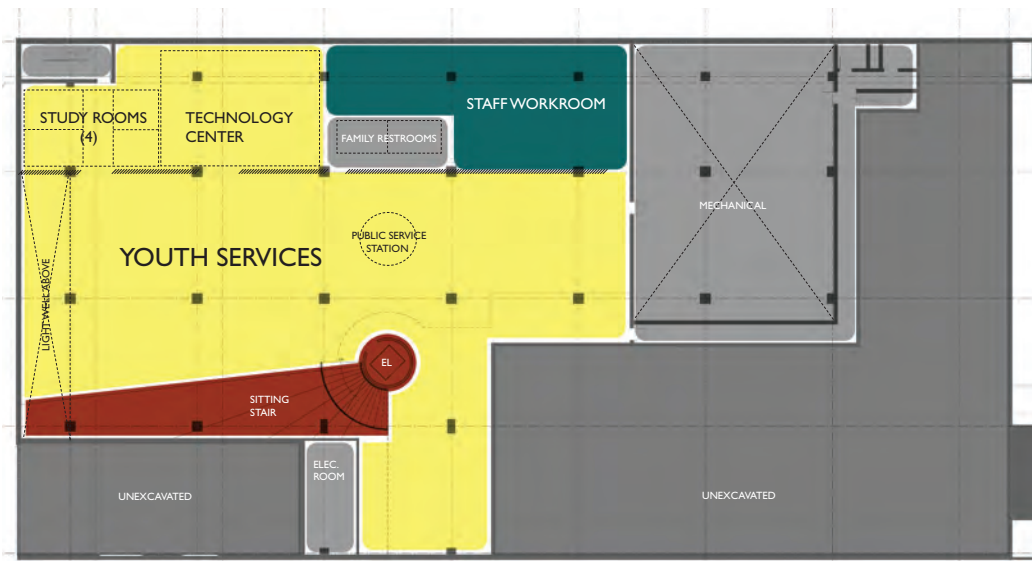 STUDY ROOMS
(4)
TECHNOLOGY
CENTER
STAFF WORKROOM
FAMILY RESTROOMS
MECHANICAL
PUBLIC SERVICE
STATION
YOUTH SERVICES
LIGHT WELL ABOVE
EL
SITTING
STAIR
ELEC.
ROOM
UNEXCAVATED
UNEXCAVATED